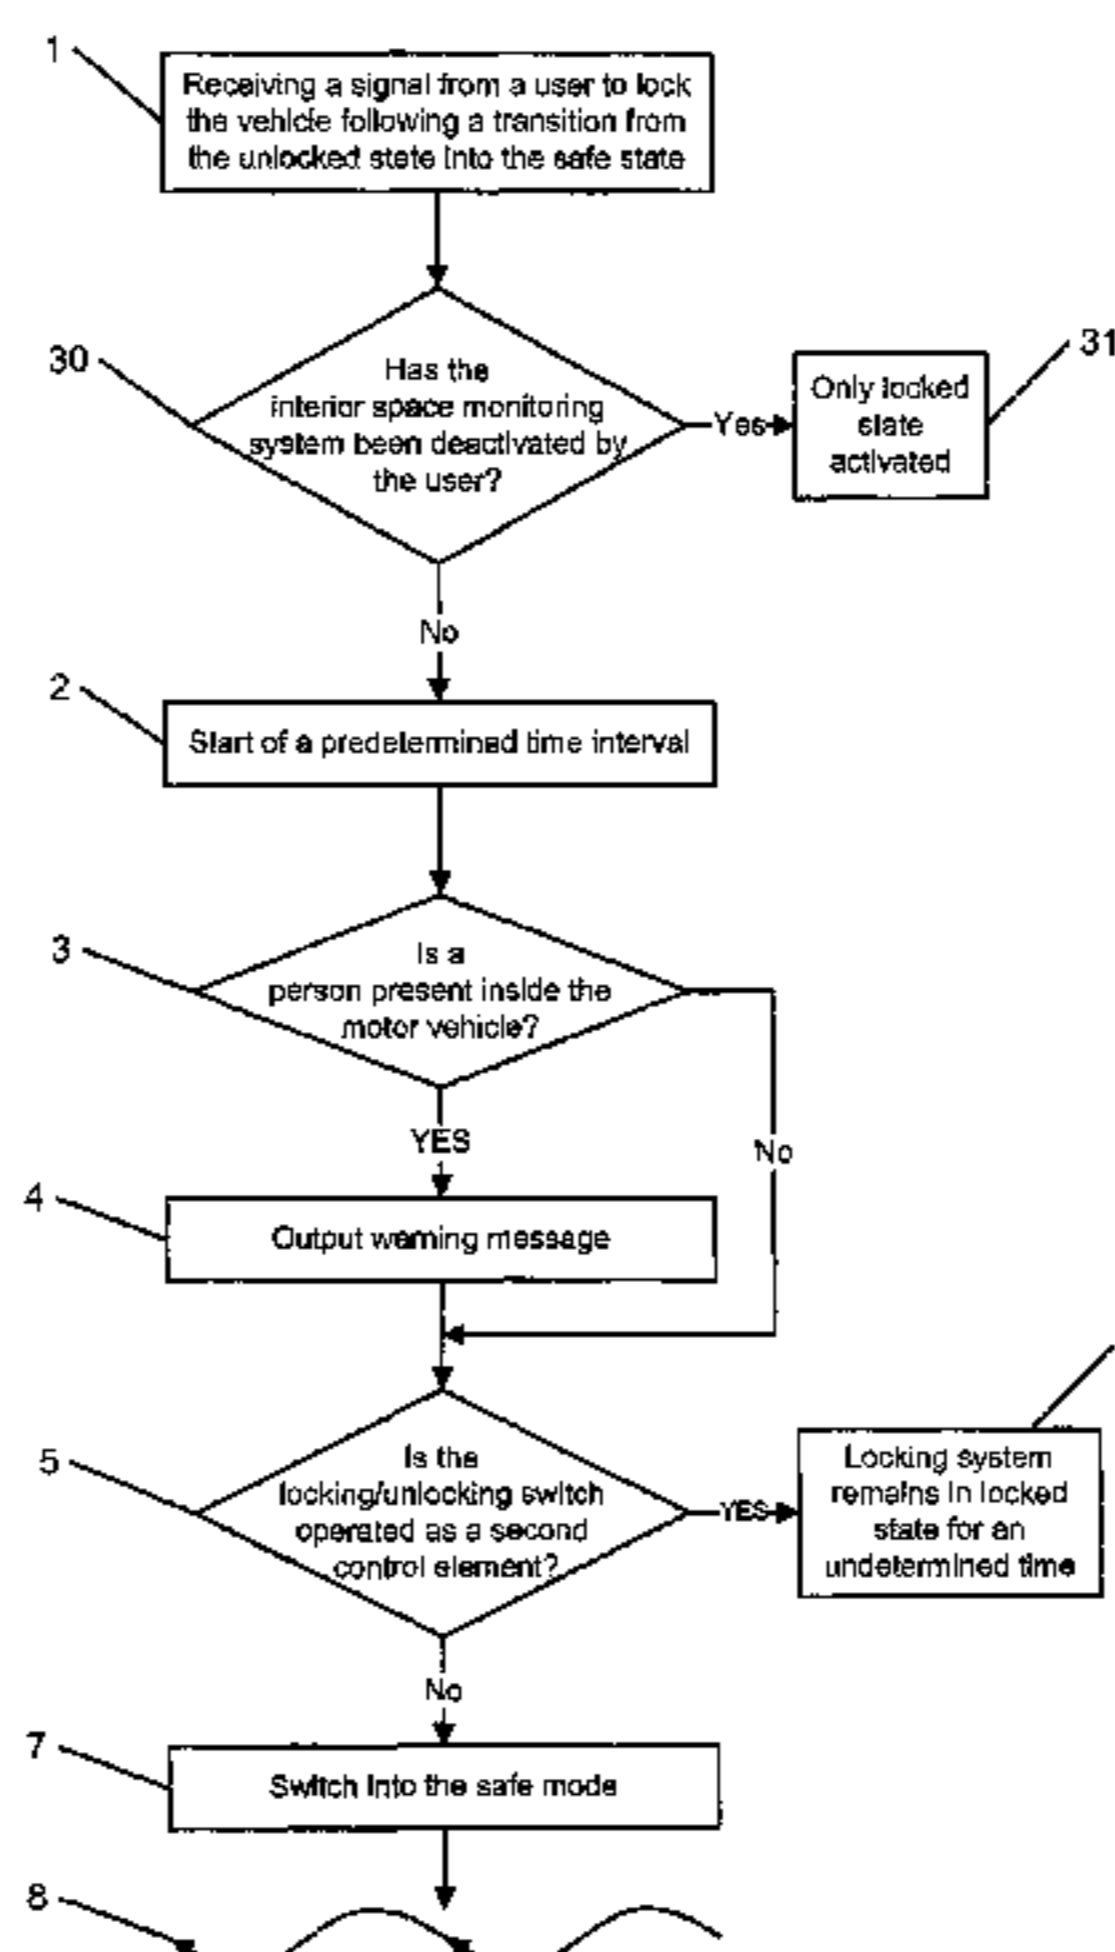 1
Receiving a signal from a user to lock
the vehicle following a transition from
the unlocked state into the safe state
30
Has the
interior space monitoring
system been deactivated by
the user?
Yes
31
Only locked
state
activated
No
2
Start of a predetermined time interval
3
Is a
person present inside the
motor vehicle?
YES
No
4
Output warning message
5
Is the
locking/unlocking switch
operated as a second
control element?
YES
Locking system
remains in locked
state for an
undetermined time
No
7
Switch into the safe mode
8